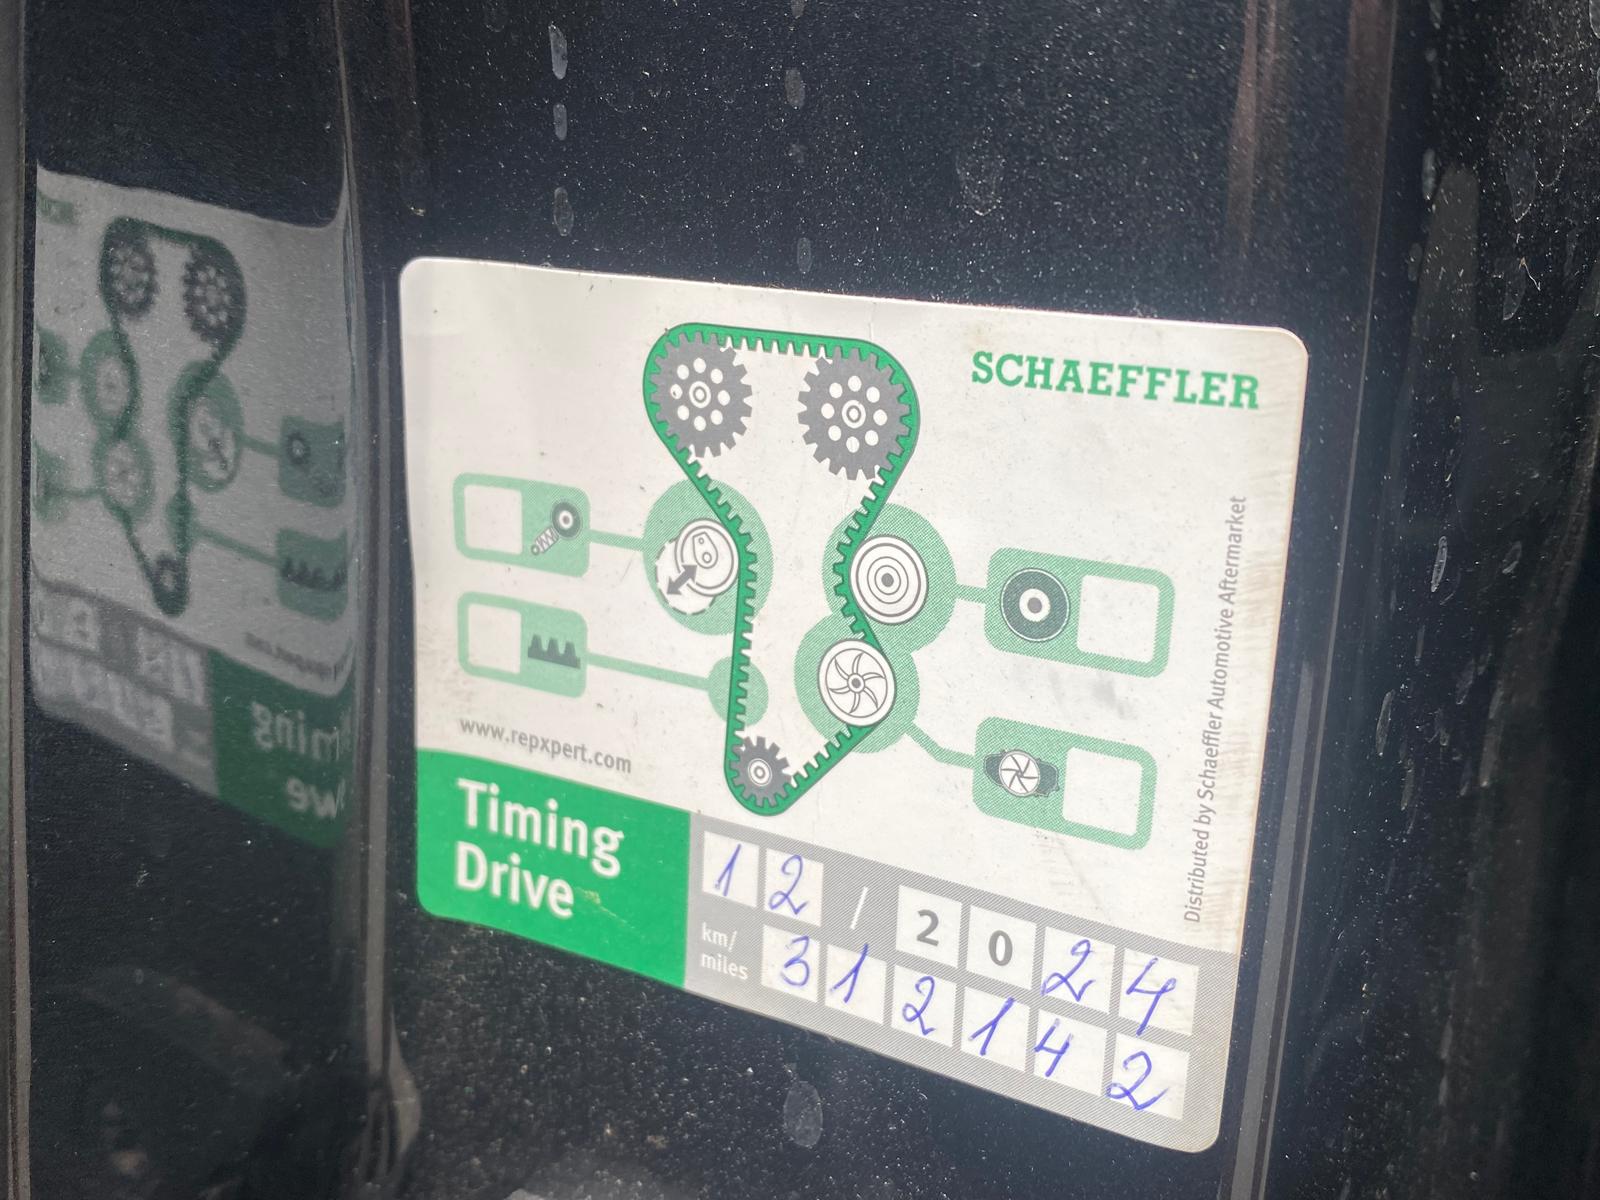 SCHAEFFLER
www.repxpert.com
Timing
Drive
12 / 2024
km/
miles
312142
Distributed by Schaeffler Automotive Aftermarket